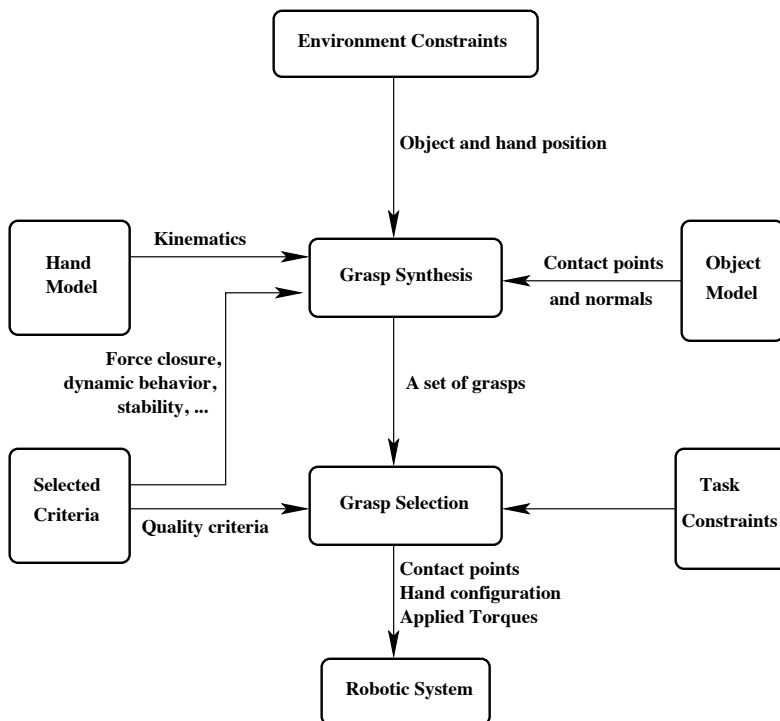 Environment Constraints
Object and hand position
Kinematics
Hand
Model
Grasp Synthesis
Contact points
and normals
Object
Model
Force closure,
dynamic behavior,
stability, ...
A set of grasps
Selected
Criteria
Quality criteria
Grasp Selection
Task
Constraints
Contact points
Hand configuration
Applied Torques
Robotic System